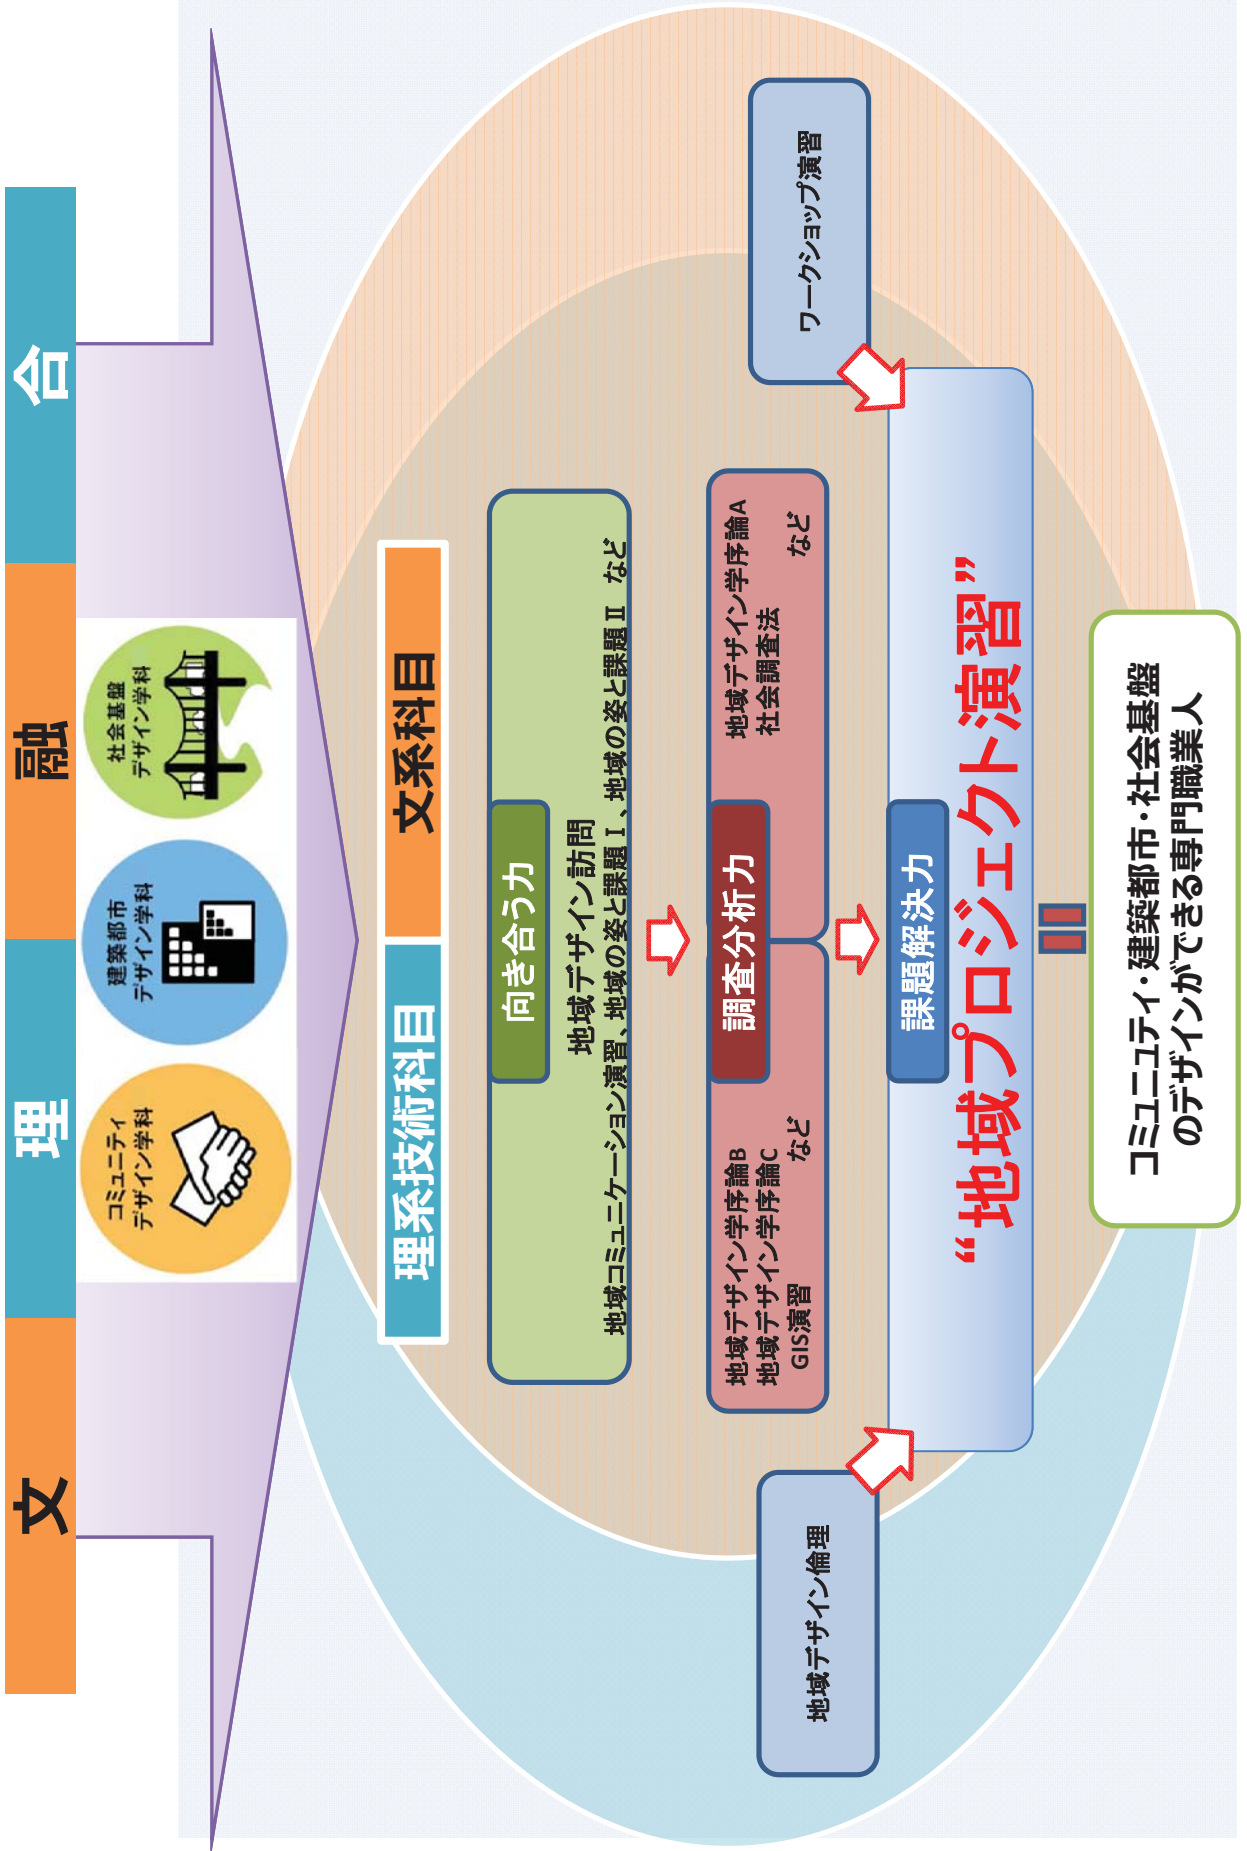 文 理 融 合
コミュニティ
デザイン学科
建築都市
デザイン学科
社会基盤
デザイン学科
理系技術科目
文系科目
向き合う力
地域デザイン訪問
地域コミュニケーション演習、地域の姿と課題Ⅰ、地域の姿と課題Ⅱ など
調査分析力
地域デザイン学序論B
地域デザイン学序論C
GIS演習 など
地域デザイン学序論A
社会調査法
など
地域デザイン倫理
ワークショップ演習
課題解決力
“地域プロジェクト演習”
コミュニュティ・建築都市・社会基盤
のデザインができる専門職業人